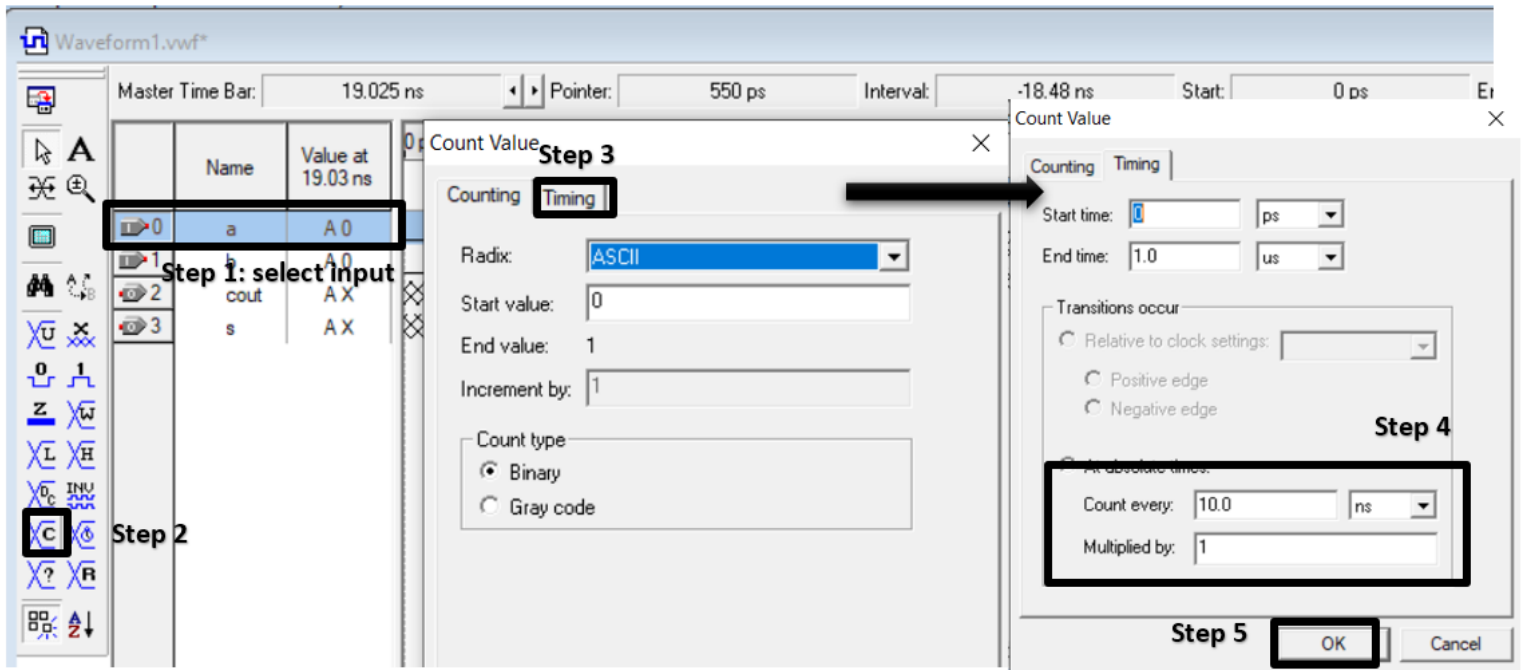 Waveform1.vwf*
Master Time Bar: 19.025 ns Pointer: 550 ps Interval: -18.48 ns Start: 0 ps
Name
Value at
19.03 ns
0 a A 0
1 b A 0
2 cout A X
3 s A X
Step 1: select input
Step 2
A
Z
C
R
INV
Count Value
Step 3
Counting Timing
Radix: ASCII
Start value: 0
End value: 1
Increment by: 1
Count type
Binary
Gray code
Count Value
Counting Timing
Start time: 0 ps
End time: 1.0 us
Transitions occur
Relative to clock settings:
Positive edge
Negative edge
Step 4
At absolute times:
Count every: 10.0 ns
Multiplied by: 1
Step 5
OK Cancel